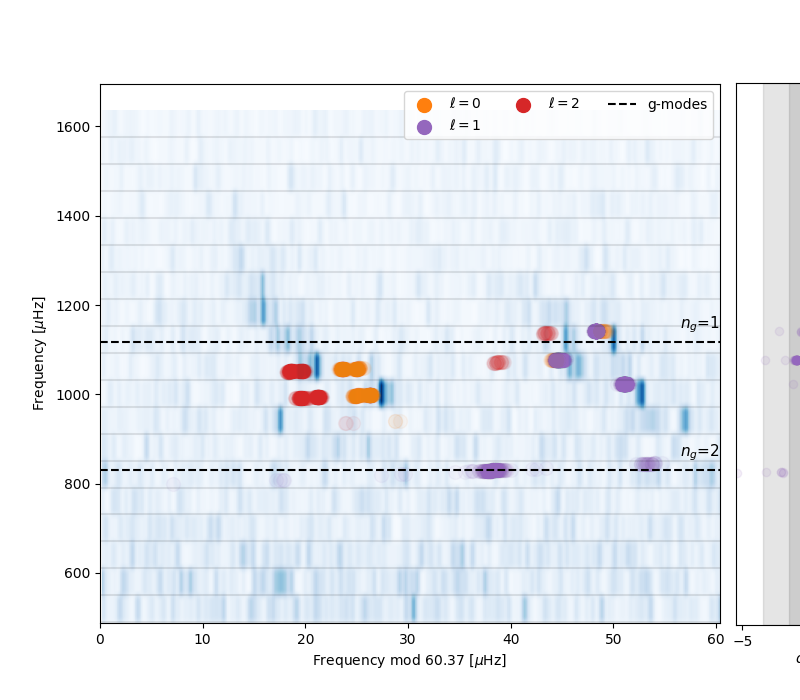 ℓ = 0
ℓ = 2
g-modes
ℓ = 1
1600
1400
1200
1000
800
600
n_g=1
n_g=2
Frequency [μHz]
0
10
20
30
40
50
60
−5
Frequency mod 60.37 [μHz]